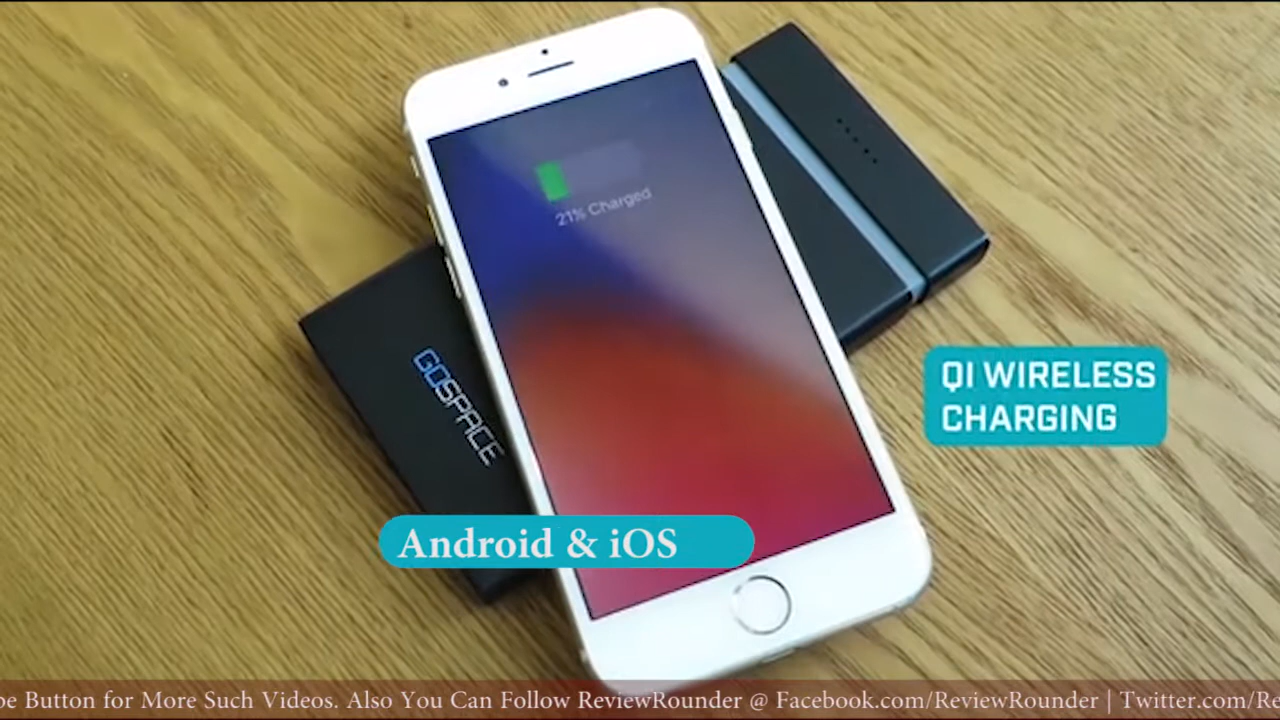 21% Charged
GOSPACE
QI WIRELESS
CHARGING
Android & iOS
Button for More Such Videos. Also You Can Follow ReviewRounder @ Facebook.com/ReviewRounder | Twitter.com/